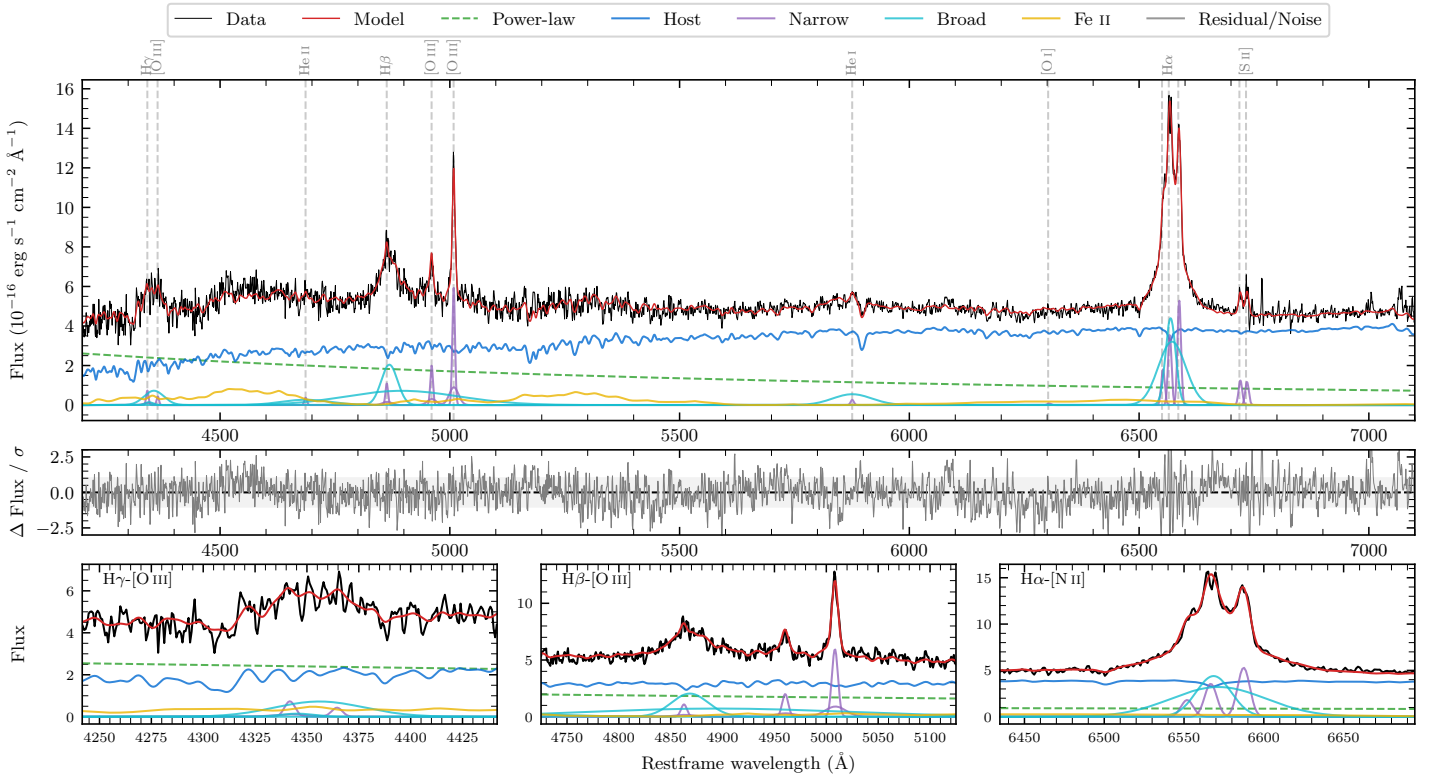 Data Model Power-law Host Narrow Broad Fe II Residual/Noise
Hγ [O III] He II Hβ [O III] [O III] He I [O I] Hα [S II]
Flux (10⁻¹⁶ erg s⁻¹ cm⁻² Å⁻¹)
16
14
12
10
8
6
4
2
0
4500 5000 5500 6000 6500 7000
Δ Flux / σ
2.5
0.0
−2.5
4500 5000 5500 6000 6500 7000
Flux
Hγ-[O III]
6
4
2
0
4250 4275 4300 4325 4350 4375 4400 4425
Hβ-[O III]
10
5
0
4750 4800 4850 4900 4950 5000 5050 5100
Hα-[N II]
15
10
5
0
6450 6500 6550 6600 6650
Restframe wavelength (Å)